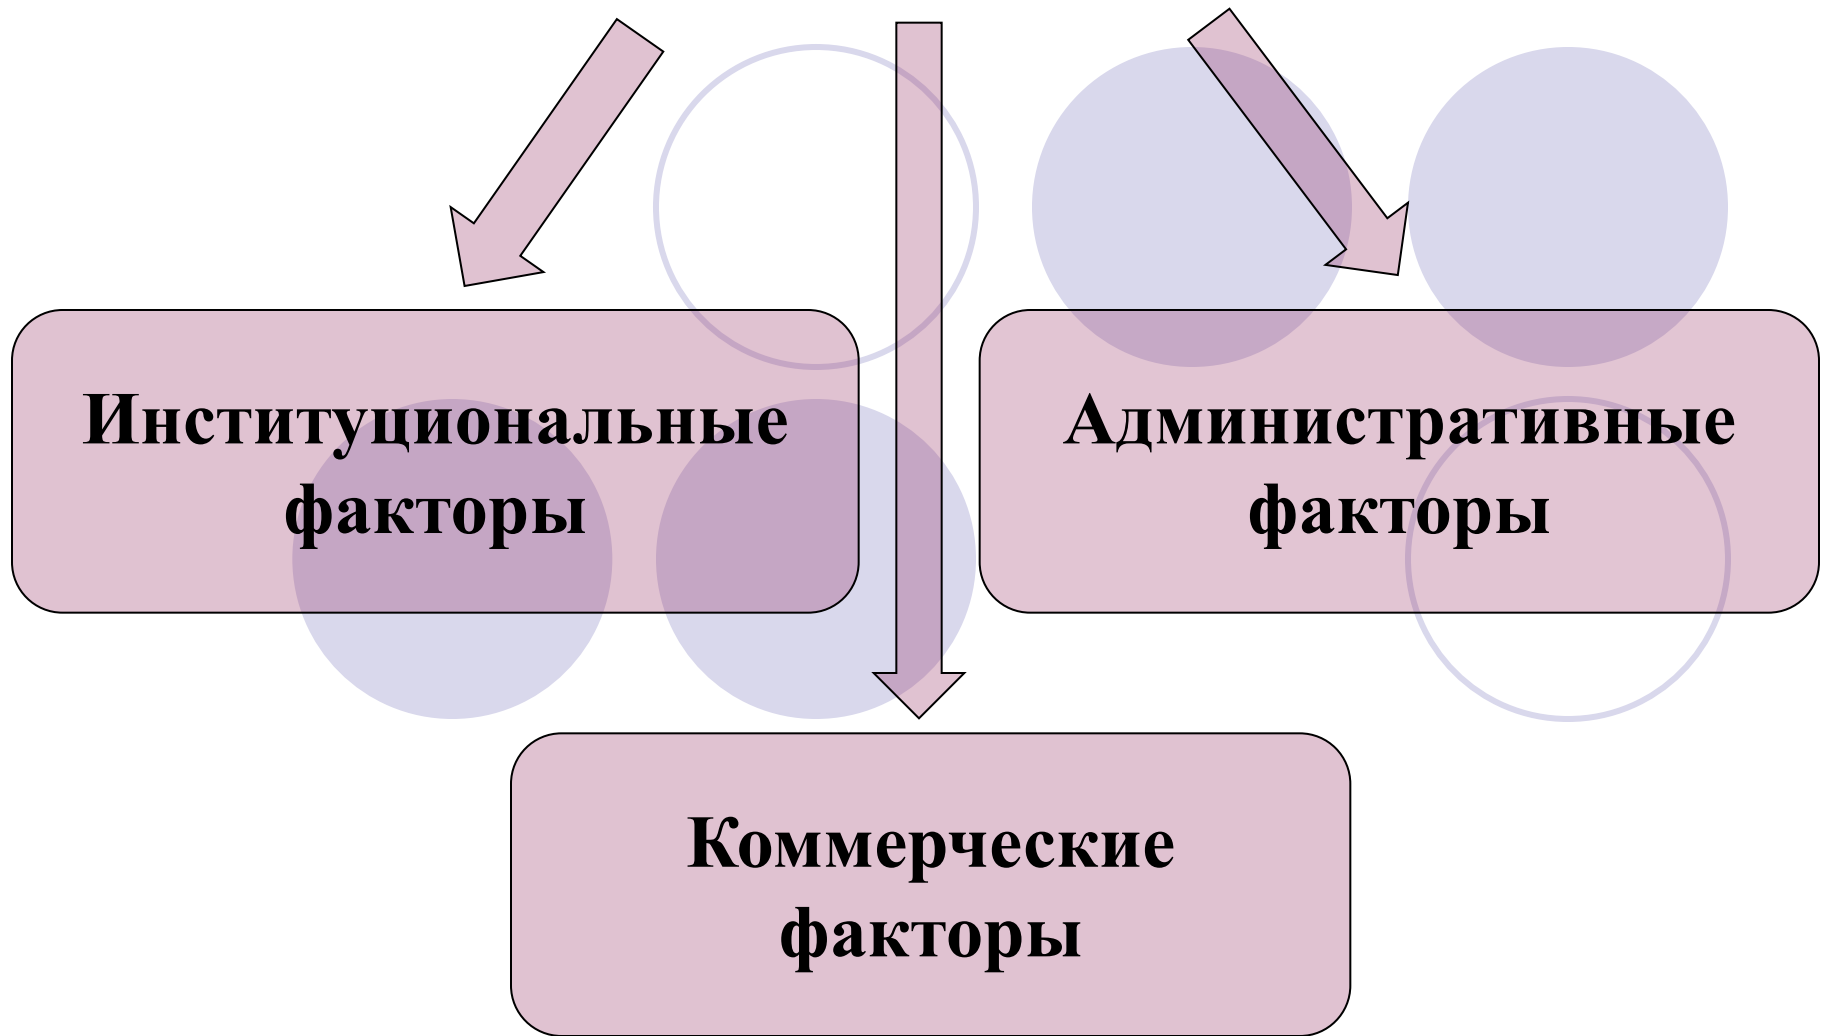 Институциональные
факторы
Административные
факторы
Коммерческие
факторы